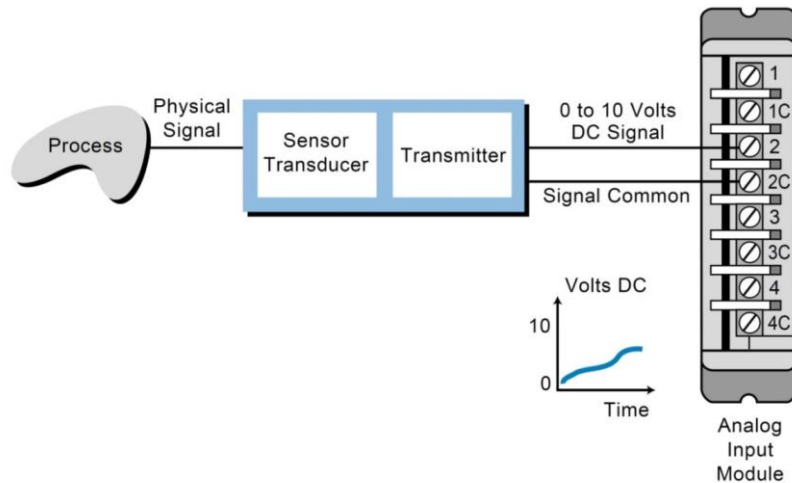 Process
Physical
Signal
Sensor
Transducer
Transmitter
0 to 10 Volts
DC Signal
Signal Common
1
1C
2
2C
3
3C
4
4C
Volts DC
10
0
Time
Analog
Input
Module